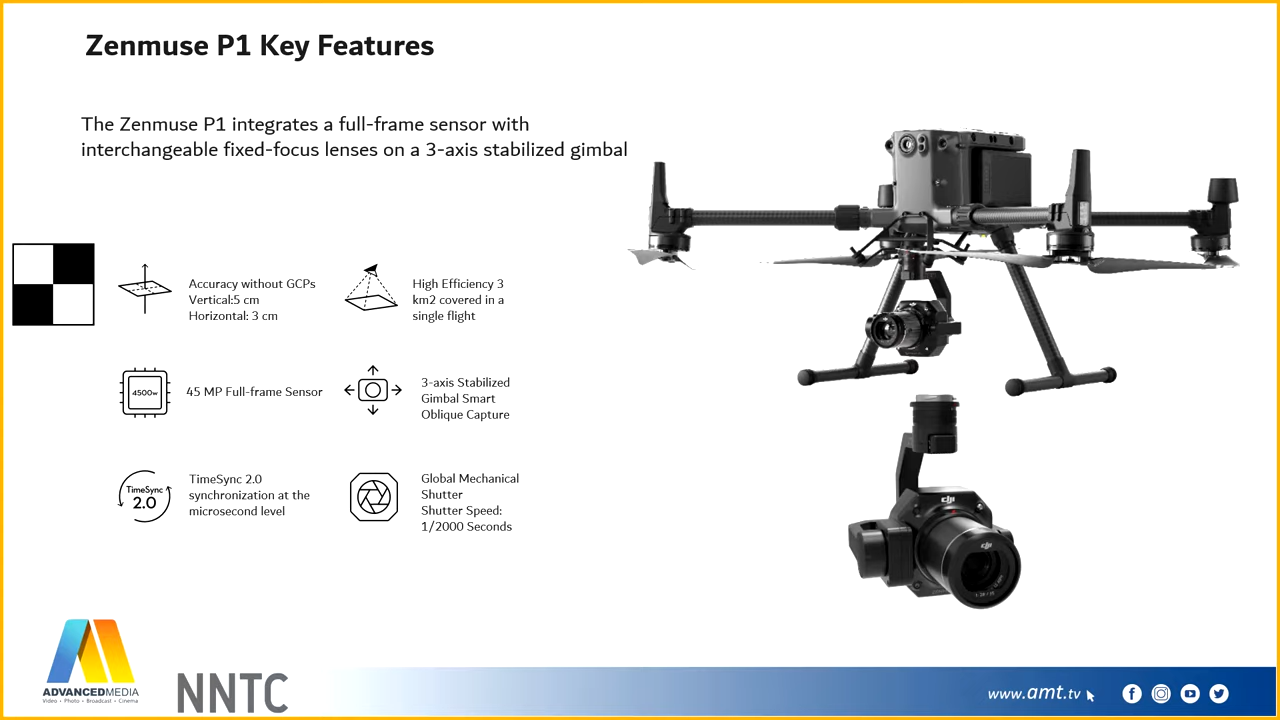 Zenmuse P1 Key Features
The Zenmuse P1 integrates a full-frame sensor with
interchangeable fixed-focus lenses on a 3-axis stabilized gimbal
Accuracy without GCPs
Vertical:5 cm
Horizontal: 3 cm
High Efficiency 3
km2 covered in a
single flight
4500w
45 MP Full-frame Sensor
3-axis Stabilized
Gimbal Smart
Oblique Capture
TimeSync
2.0
TimeSync 2.0
synchronization at the
microsecond level
Global Mechanical
Shutter
Shutter Speed:
1/2000 Seconds
dji
dji
ADVANCEDMEDIA
Video • Photo • Broadcast • Cinema
NNTC
www.amt.tv